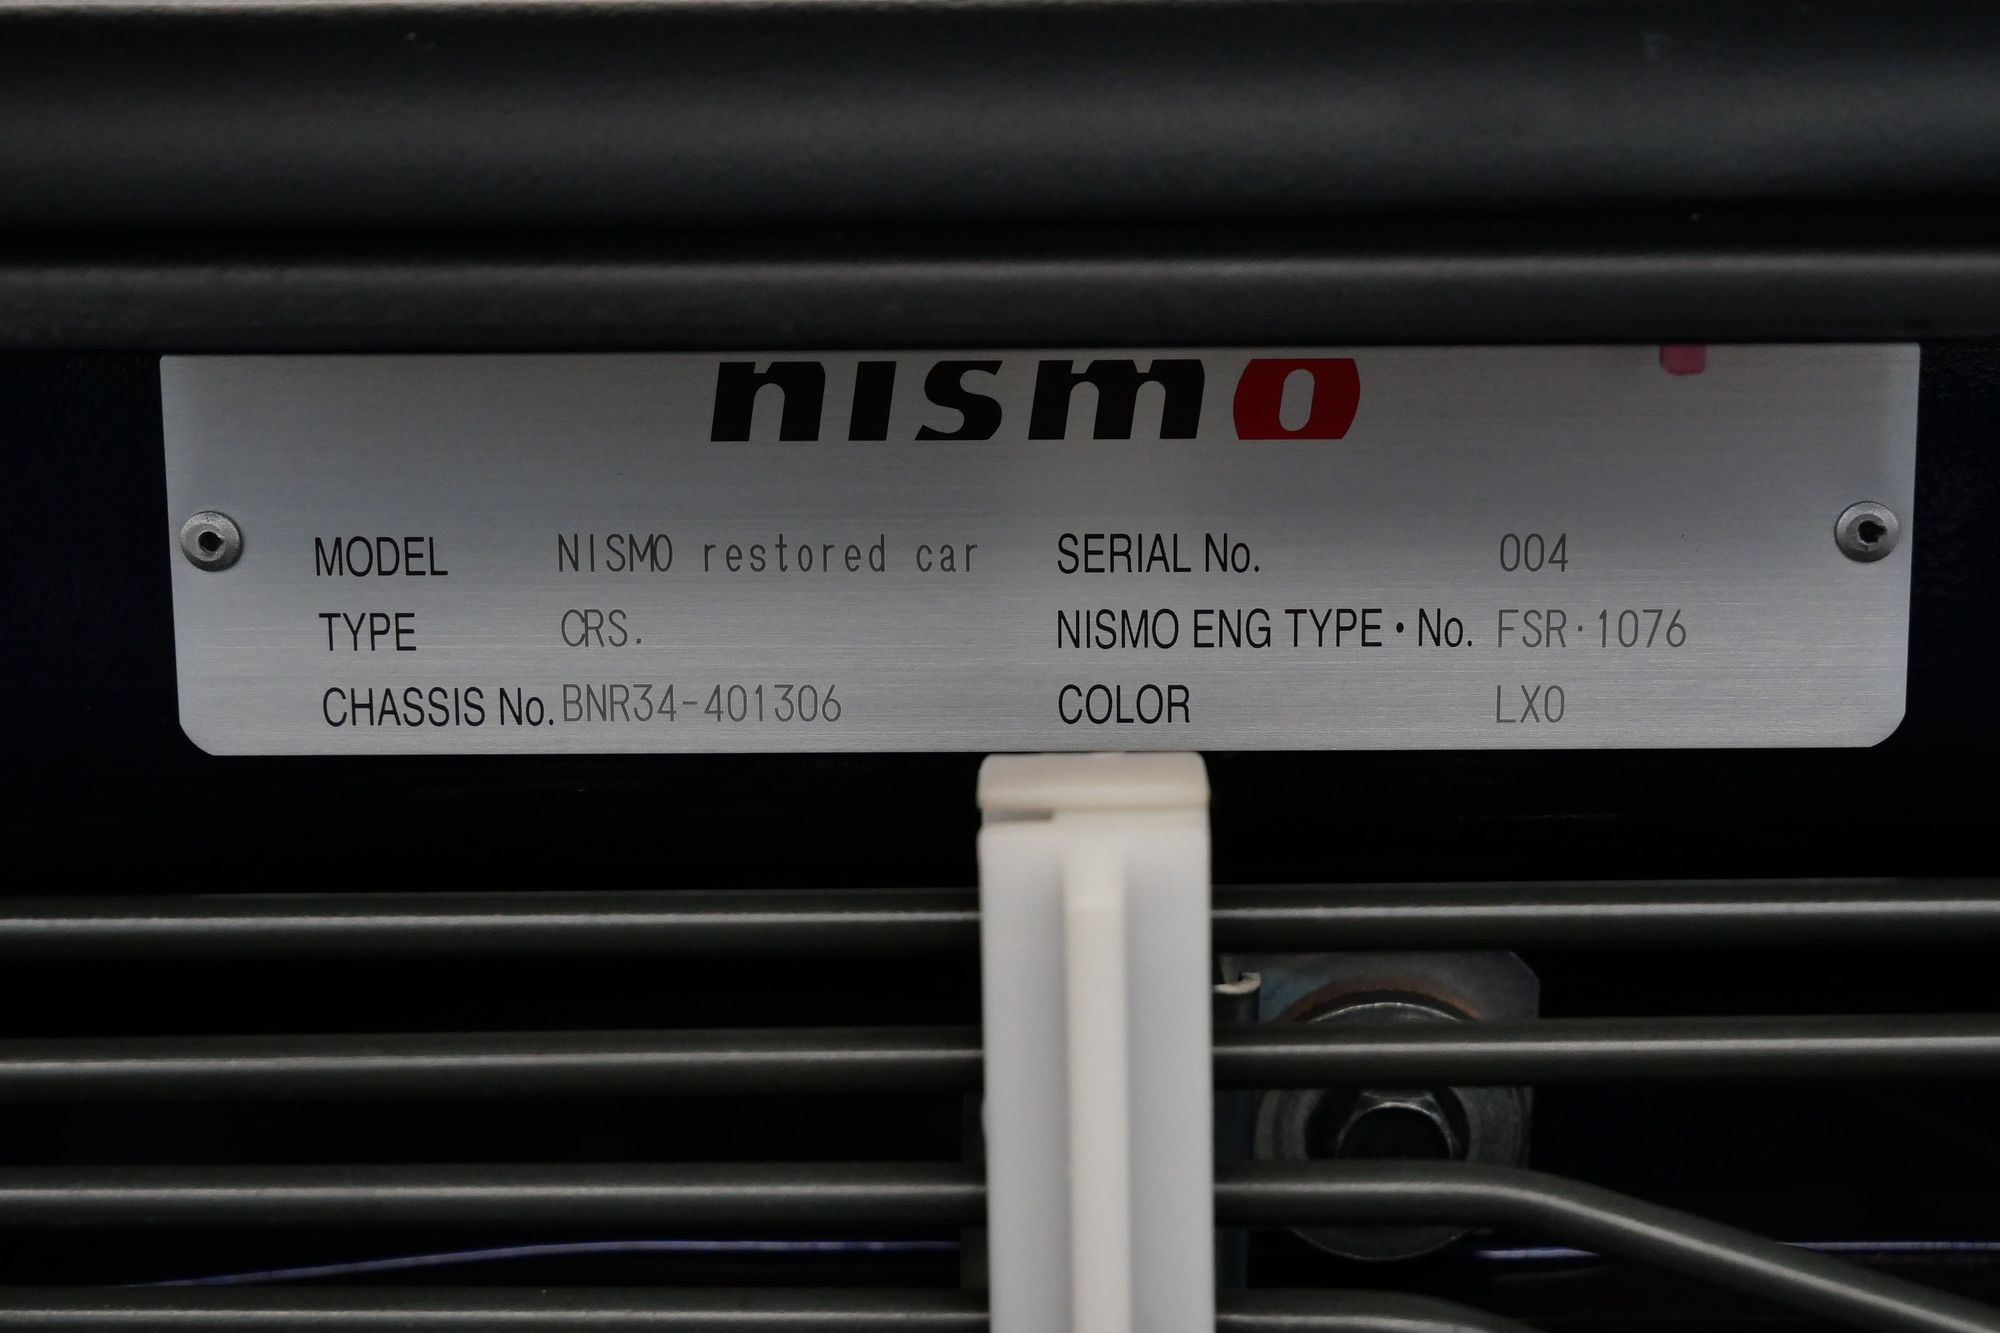 nismo
MODEL NISMO restored car SERIAL No. 004
TYPE CRS. NISMO ENG TYPE・No. FSR·1076
CHASSIS No. BNR34-401306 COLOR LX0